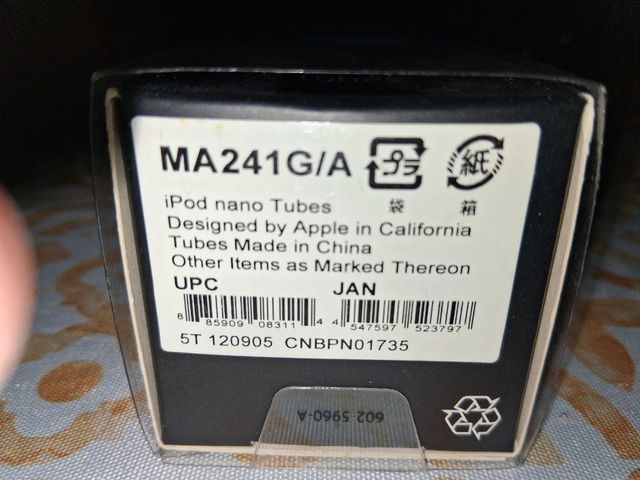 MA241G/A プラ 紙
袋 箱
iPod nano Tubes
Designed by Apple in California
Tubes Made in China
Other Items as Marked Thereon
UPC JAN
8 85909 08311 4 4 547597 523797
5T 120905 CNBPN01735
602-5960-A